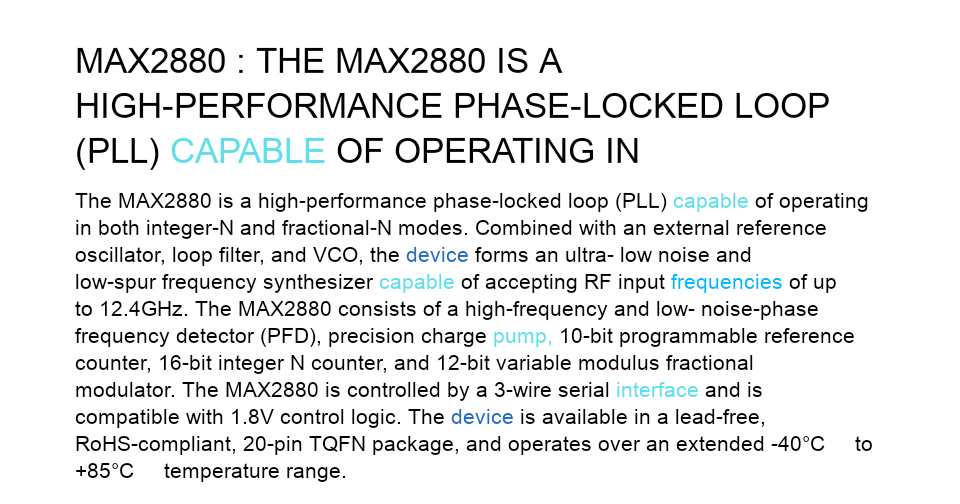 MAX2880 : THE MAX2880 IS A
HIGH-PERFORMANCE PHASE-LOCKED LOOP
(PLL) CAPABLE OF OPERATING IN
The MAX2880 is a high-performance phase-locked loop (PLL) capable of operating
in both integer-N and fractional-N modes. Combined with an external reference
oscillator, loop filter, and VCO, the device forms an ultra- low noise and
low-spur frequency synthesizer capable of accepting RF input frequencies of up
to 12.4GHz. The MAX2880 consists of a high-frequency and low- noise-phase
frequency detector (PFD), precision charge pump, 10-bit programmable reference
counter, 16-bit integer N counter, and 12-bit variable modulus fractional
modulator. The MAX2880 is controlled by a 3-wire serial interface and is
compatible with 1.8V control logic. The device is available in a lead-free,
RoHS-compliant, 20-pin TQFN package, and operates over an extended -40°C to
+85°C temperature range.